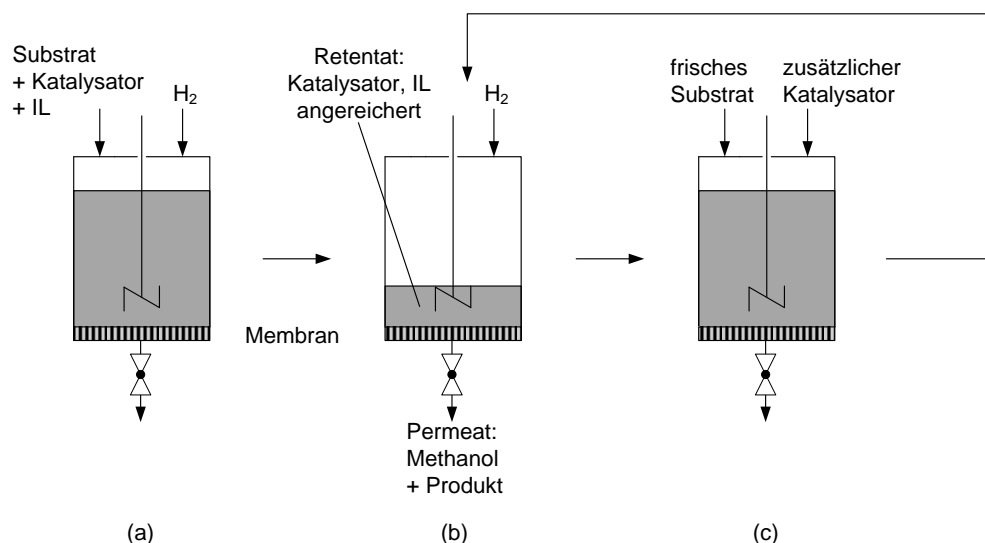 Substrat
+ Katalysator
+ IL
H₂
Retentat:
Katalysator, IL
angereichert
H₂
frisches
Substrat
zusätzlicher
Katalysator
Membran
Permeat:
Methanol
+ Produkt
(a)
(b)
(c)